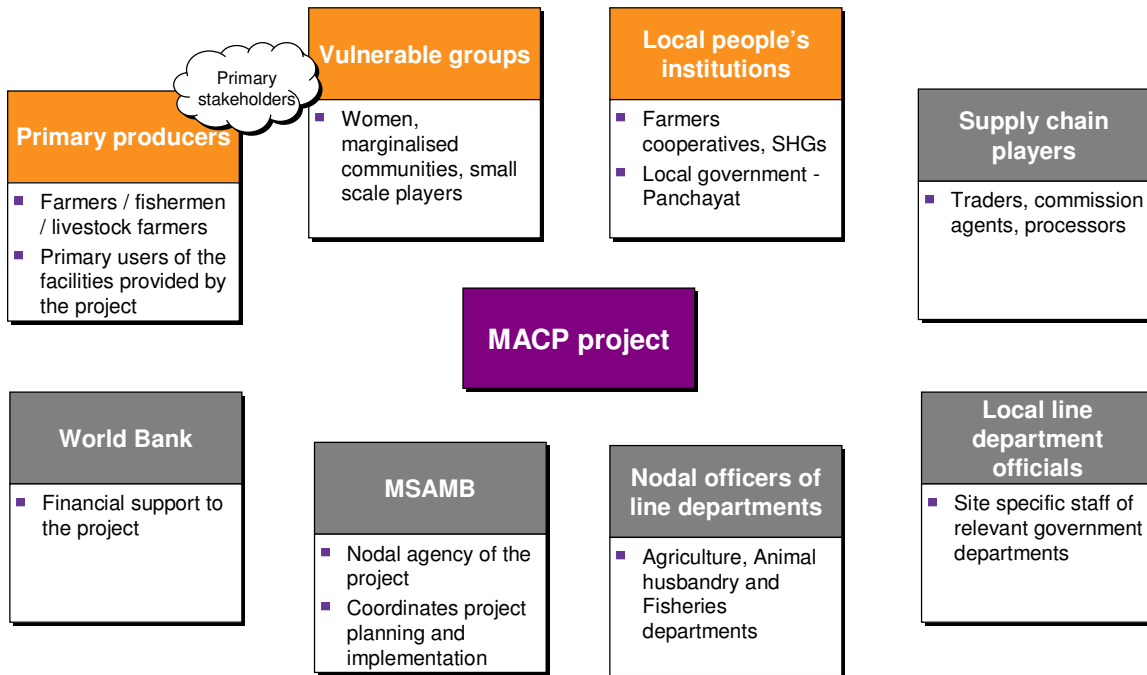 Primary
stakeholders
Primary producers
Farmers / fishermen
/ livestock farmers
Primary users of the
facilities provided by
the project
Vulnerable groups
Women,
marginalised
communities, small
scale players
Local people’s
institutions
Farmers
cooperatives, SHGs
Local government -
Panchayat
Supply chain
players
Traders, commission
agents, processors
MACP project
World Bank
Financial support to
the project
MSAMB
Nodal agency of the
project
Coordinates project
planning and
implementation
Nodal officers of
line departments
Agriculture, Animal
husbandry and
Fisheries
departments
Local line
department
officials
Site specific staff of
relevant government
departments